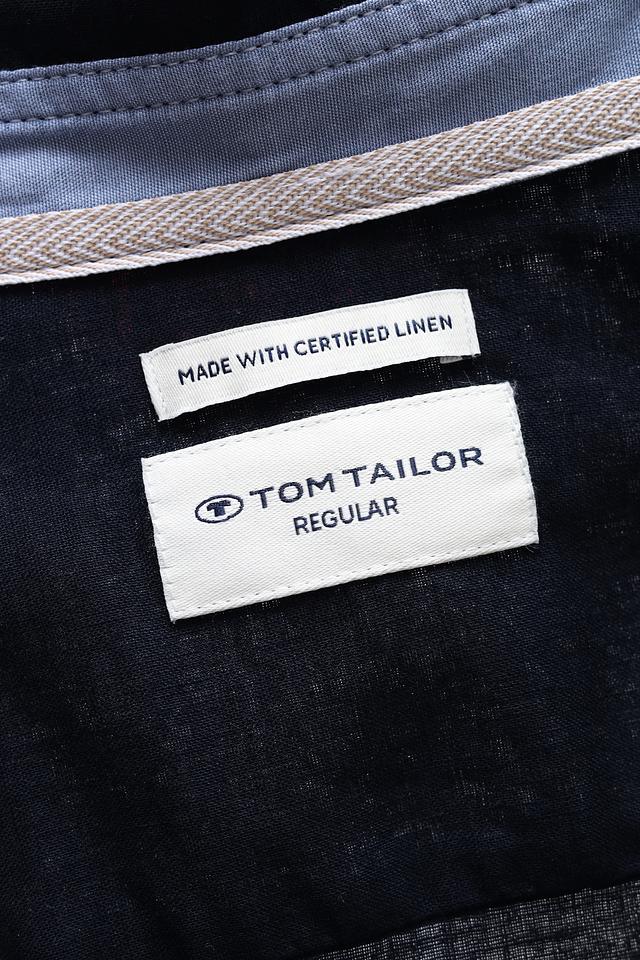 MADE WITH CERTIFIED LINEN
TOM TAILOR
REGULAR